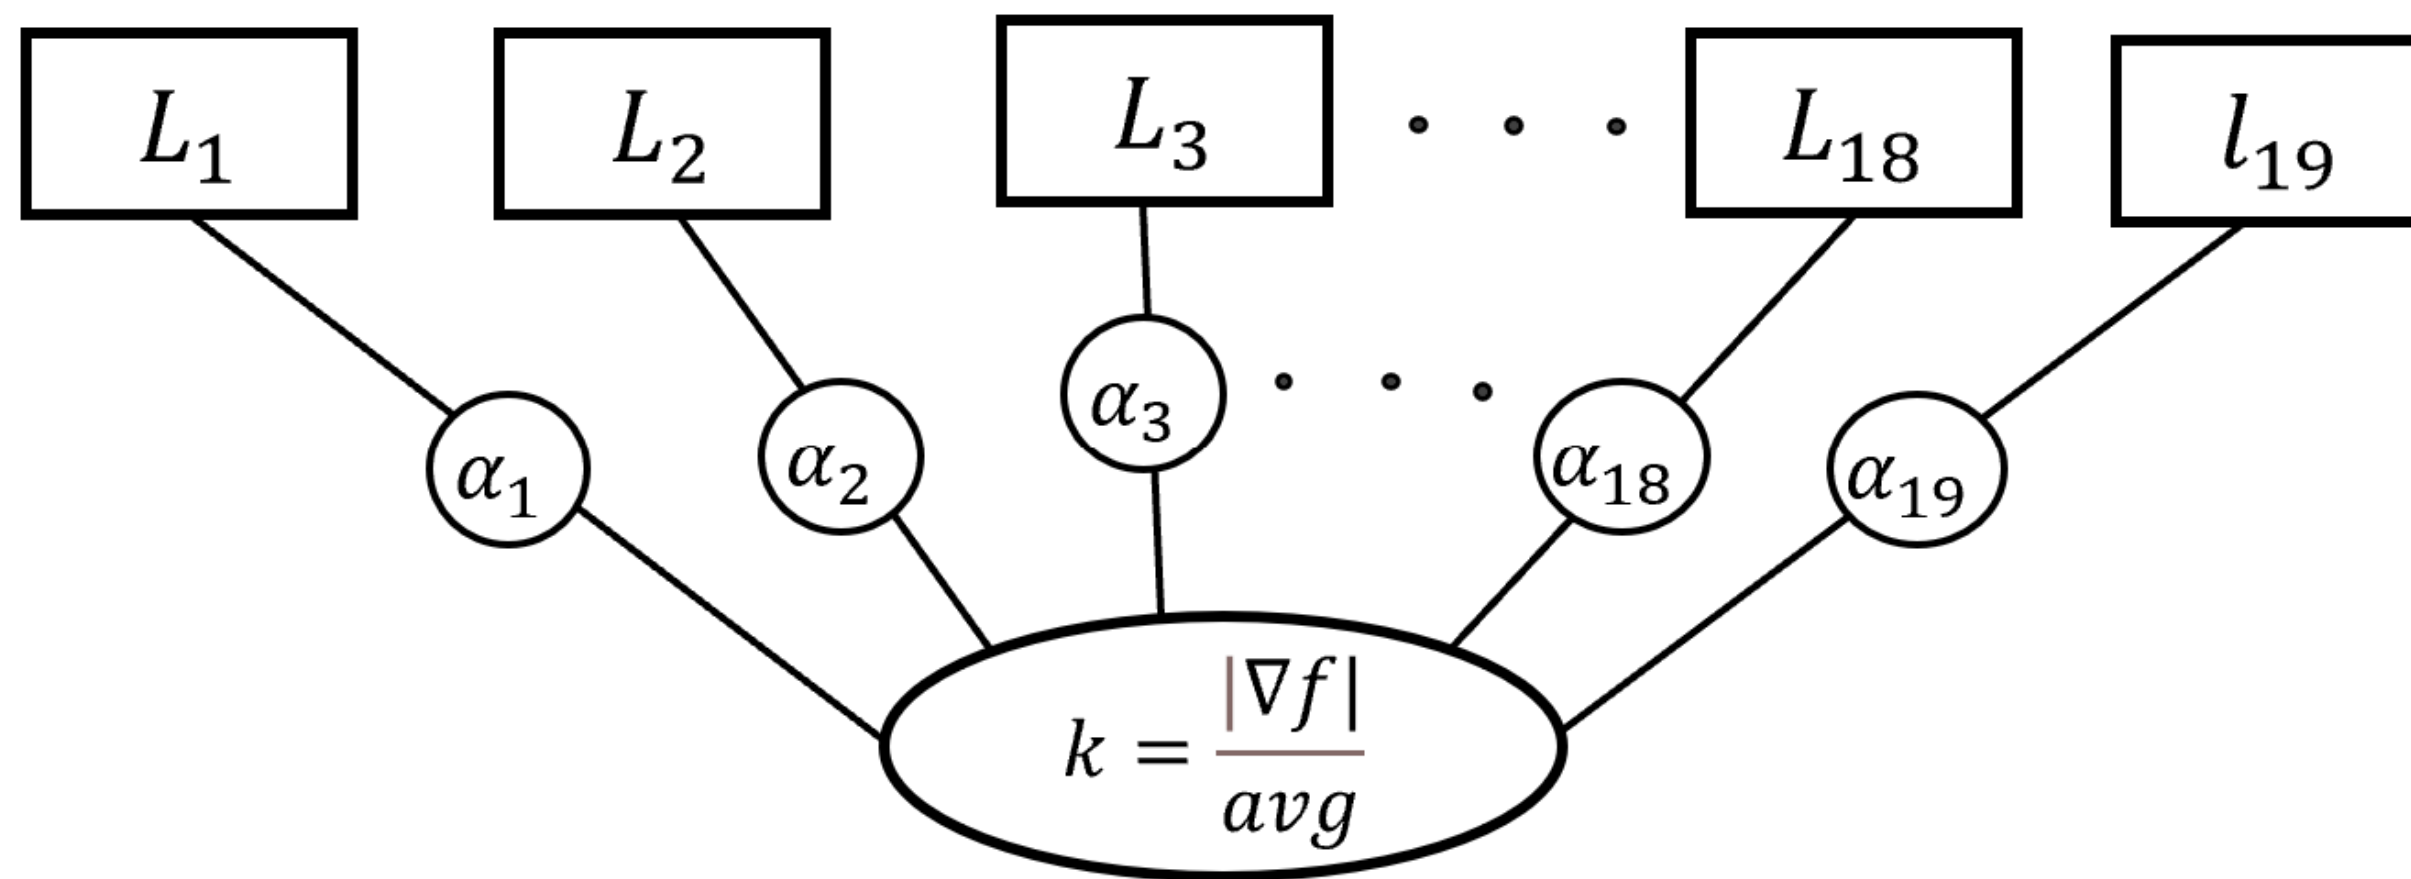 L₁ L₂ L₃ . . . L₁₈ l₁₉
α₁ α₂ α₃ . . . α₁₈ α₁₉
k = |∇f| / avg